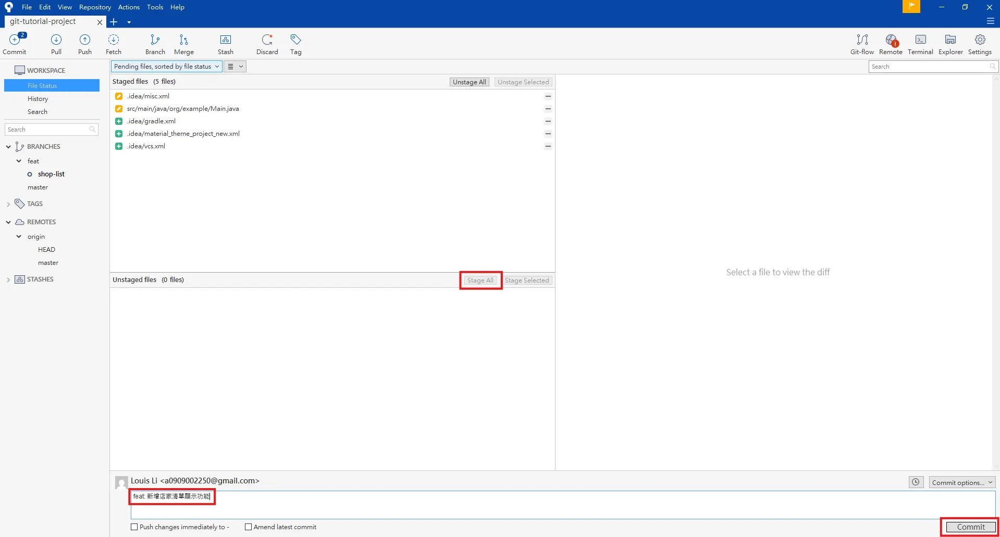 File Edit View Repository Actions Tools Help
git-tutorial-project
2
Commit Pull Push Fetch Branch Merge Stash Discard Tag Git-flow Remote Terminal Explorer Settings
WORKSPACE
File Status
History
Search
Search
BRANCHES
feat
shop-list
master
TAGS
REMOTES
origin
HEAD
master
STASHES
Pending files, sorted by file status
Search
Staged files (5 files)
Unstage All Unstage Selected
.idea/misc.xml
src/main/java/org/example/Main.java
.idea/gradle.xml
.idea/material_theme_project_new.xml
.idea/vcs.xml
Unstaged files (0 files)
Stage All Stage Selected
Select a file to view the diff
Louis Li <a0909002250@gmail.com>
Commit options...
feat: 新增店家清單顯示功能
Push changes immediately to - Amend latest commit
Commit